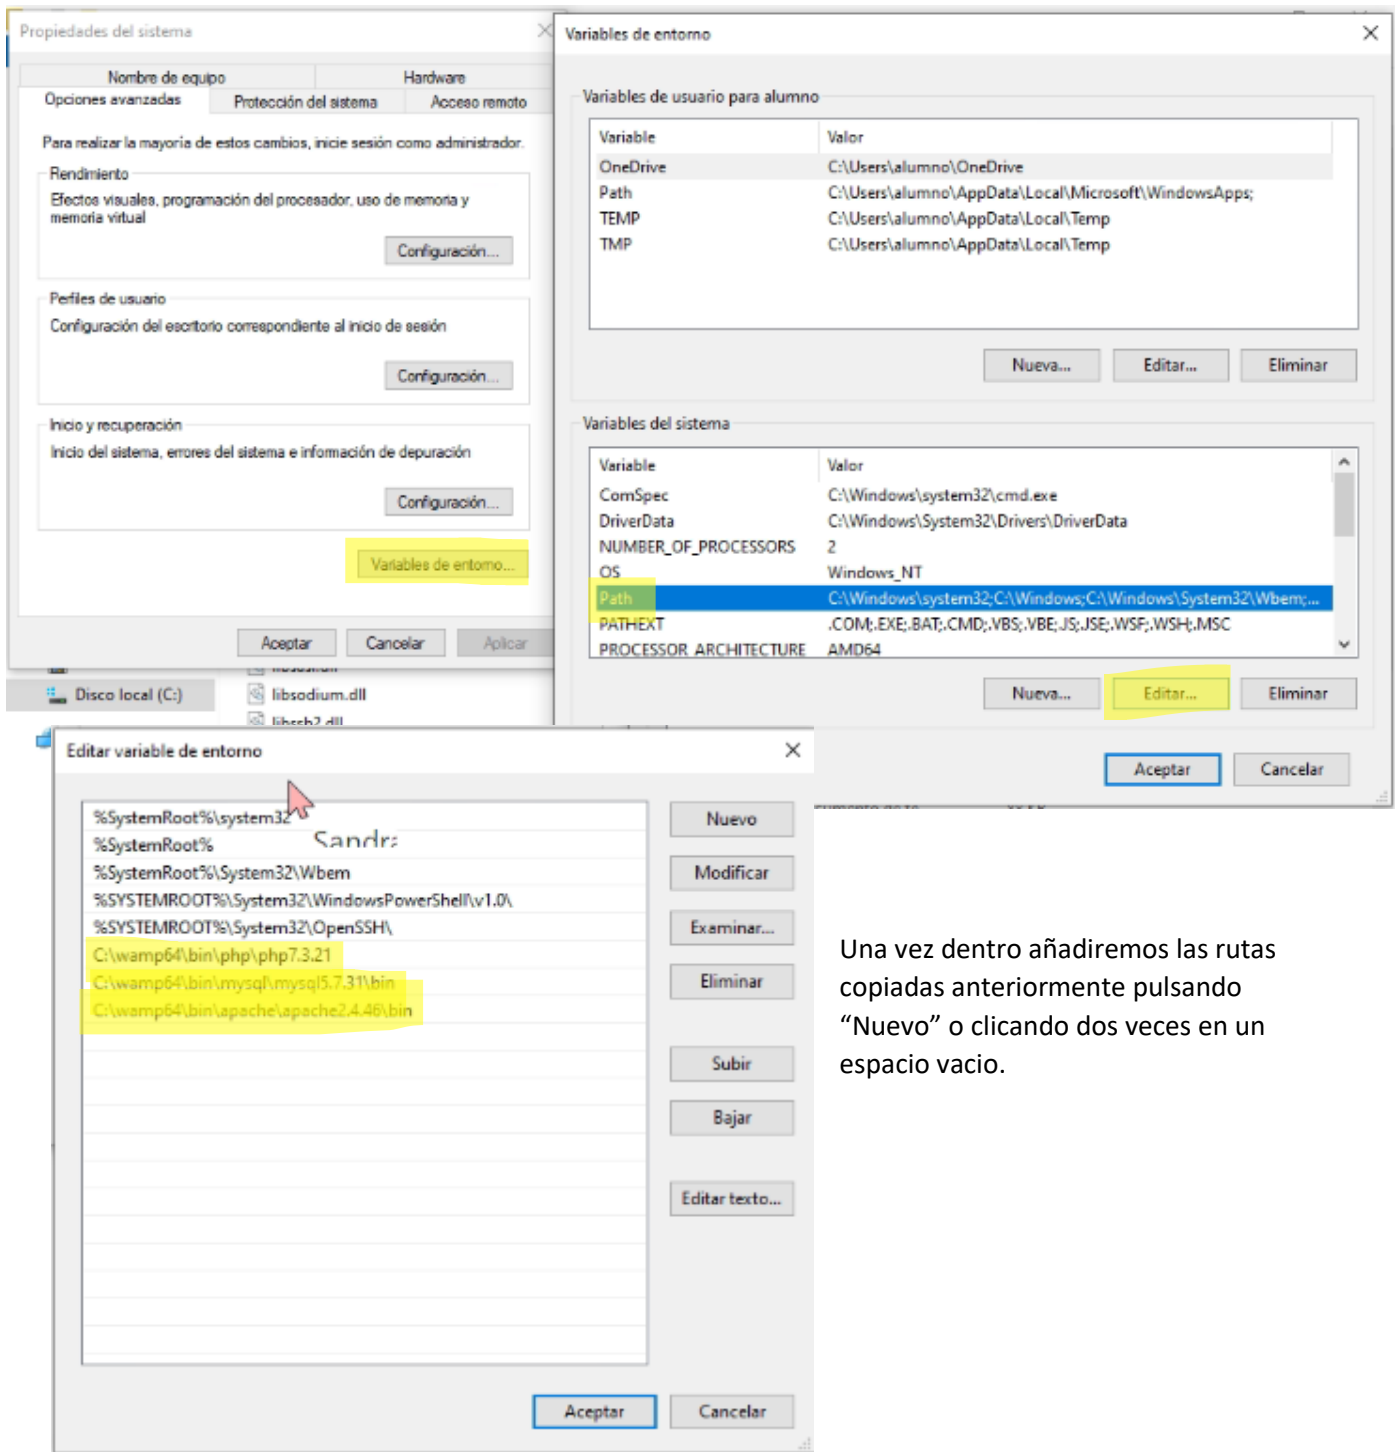 Propiedades del sistema
Nombre de equipo Hardware
Opciones avanzadas Protección del sistema Acceso remoto
Para realizar la mayoría de estos cambios, inicie sesión como administrador.
Rendimiento
Efectos visuales, programación del procesador, uso de memoria y
memoria virtual
Configuración...
Perfiles de usuario
Configuración del escritorio correspondiente al inicio de sesión
Configuración...
Inicio y recuperación
Inicio del sistema, errores del sistema e información de depuración
Configuración...
Variables de entorno...
Aceptar Cancelar Aplicar
Disco local (C:) libsodium.dll
libssh2.dll
Variables de entorno
Variables de usuario para alumno
Variable Valor
OneDrive C:\Users\alumno\OneDrive
Path C:\Users\alumno\AppData\Local\Microsoft\WindowsApps;
TEMP C:\Users\alumno\AppData\Local\Temp
TMP C:\Users\alumno\AppData\Local\Temp
Nueva... Editar... Eliminar
Variables del sistema
Variable Valor
ComSpec C:\Windows\system32\cmd.exe
DriverData C:\Windows\System32\Drivers\DriverData
NUMBER_OF_PROCESSORS 2
OS Windows_NT
Path C:\Windows\system32;C:\Windows;C:\Windows\System32\Wbem;...
PATHEXT .COM;.EXE;.BAT;.CMD;.VBS;.VBE;.JS;.JSE;.WSF;.WSH;.MSC
PROCESSOR_ARCHITECTURE AMD64
Nueva... Editar... Eliminar
Aceptar Cancelar
Editar variable de entorno
%SystemRoot%\system32
%SystemRoot%
Sandra
%SystemRoot%\System32\Wbem
%SYSTEMROOT%\System32\WindowsPowerShell\v1.0\
%SYSTEMROOT%\System32\OpenSSH\
C:\wamp64\bin\php\php7.3.21
C:\wamp64\bin\mysql\mysql5.7.31\bin
C:\wamp64\bin\apache\apache2.4.46\bin
Nuevo
Modificar
Examinar...
Eliminar
Subir
Bajar
Editar texto...
Aceptar Cancelar
Una vez dentro añadiremos las rutas
copiadas anteriormente pulsando
“Nuevo” o clicando dos veces en un
espacio vacio.